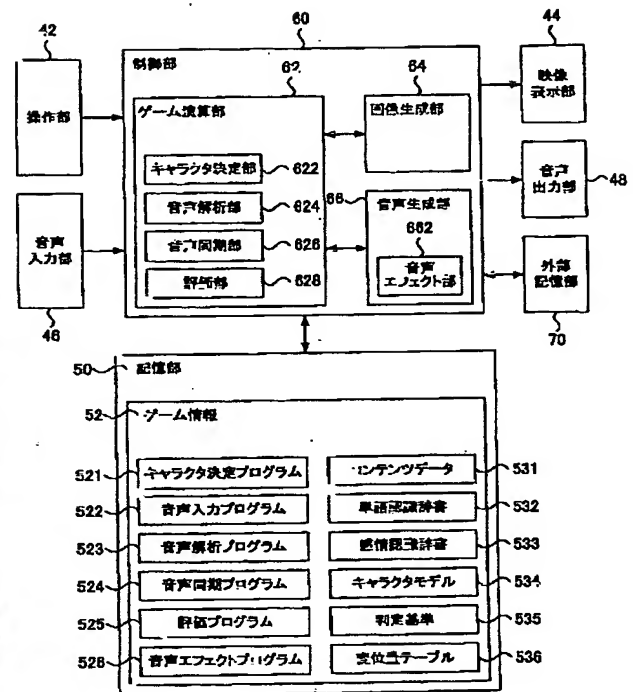 42
操作部
音声
入力部
46
60
制御部
62
ゲーム演算部
キャラクタ決定部
622
音声解析部
624
音声同期部
626
評価部
628
64
画像生成部
66
音声生成部
662
音声
エフェクト部
44
映像
表示部
音声
出力部
48
外部
記憶部
70
50
記憶部
52
ゲーム情報
521
キャラクタ決定プログラム
522
音声入力プログラム
523
音声解析プログラム
524
音声同期プログラム
525
評価プログラム
526
音声エフェクトプログラム
コンテンツデータ
531
単語認識辞書
532
感情認識辞書
533
キャラクタモデル
534
判定基準
535
変位量テーブル
536